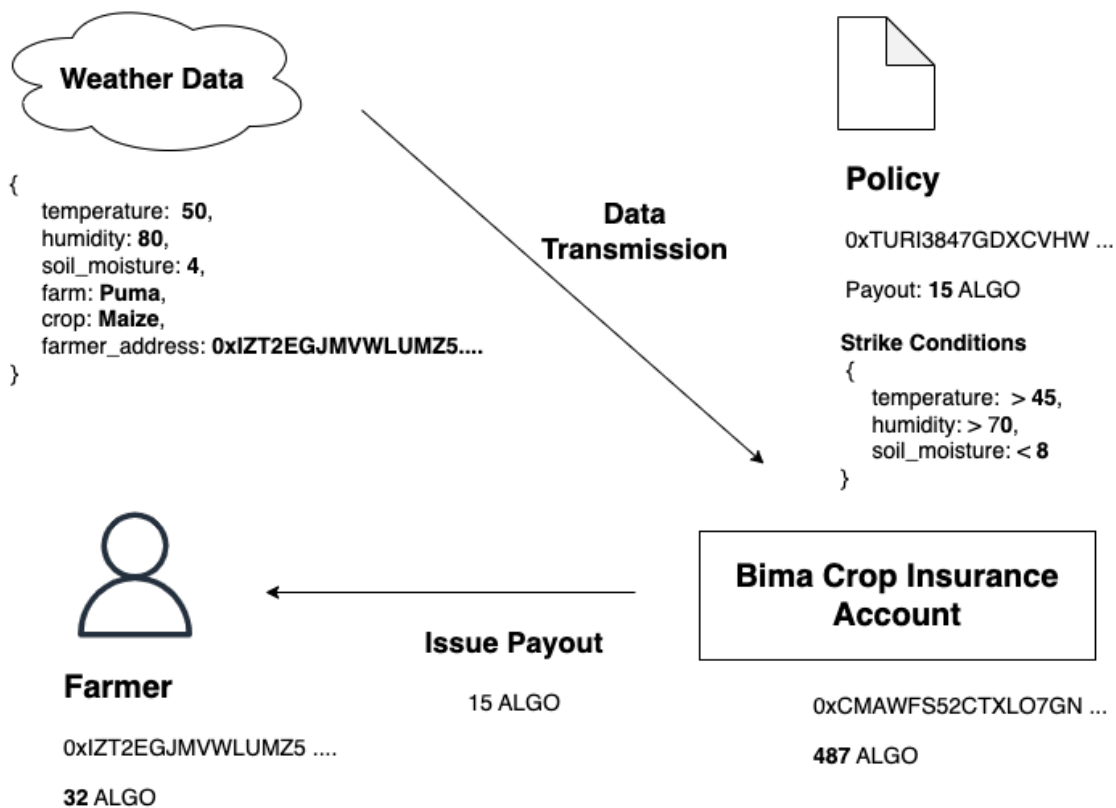 Weather Data
{
temperature: 50,
humidity: 80,
soil_moisture: 4,
farm: Puma,
crop: Maize,
farmer_address: 0xIZT2EGJMVWLUMZ5....
}
Data
Transmission
Policy
0xTURI3847GDXCVHW ...
Payout: 15 ALGO
Strike Conditions
{
temperature: > 45,
humidity: > 70,
soil_moisture: < 8
}
Farmer
0xIZT2EGJMVWLUMZ5 ....
32 ALGO
Issue Payout
15 ALGO
Bima Crop Insurance
Account
0xCMAWFS52CTXLO7GN ...
487 ALGO